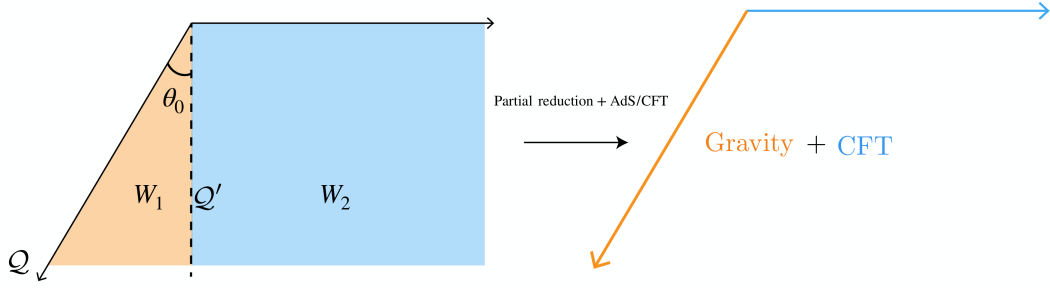 θ₀
Partial reduction + AdS/CFT
Gravity + CFT
W₁
𝒬′
W₂
𝒬